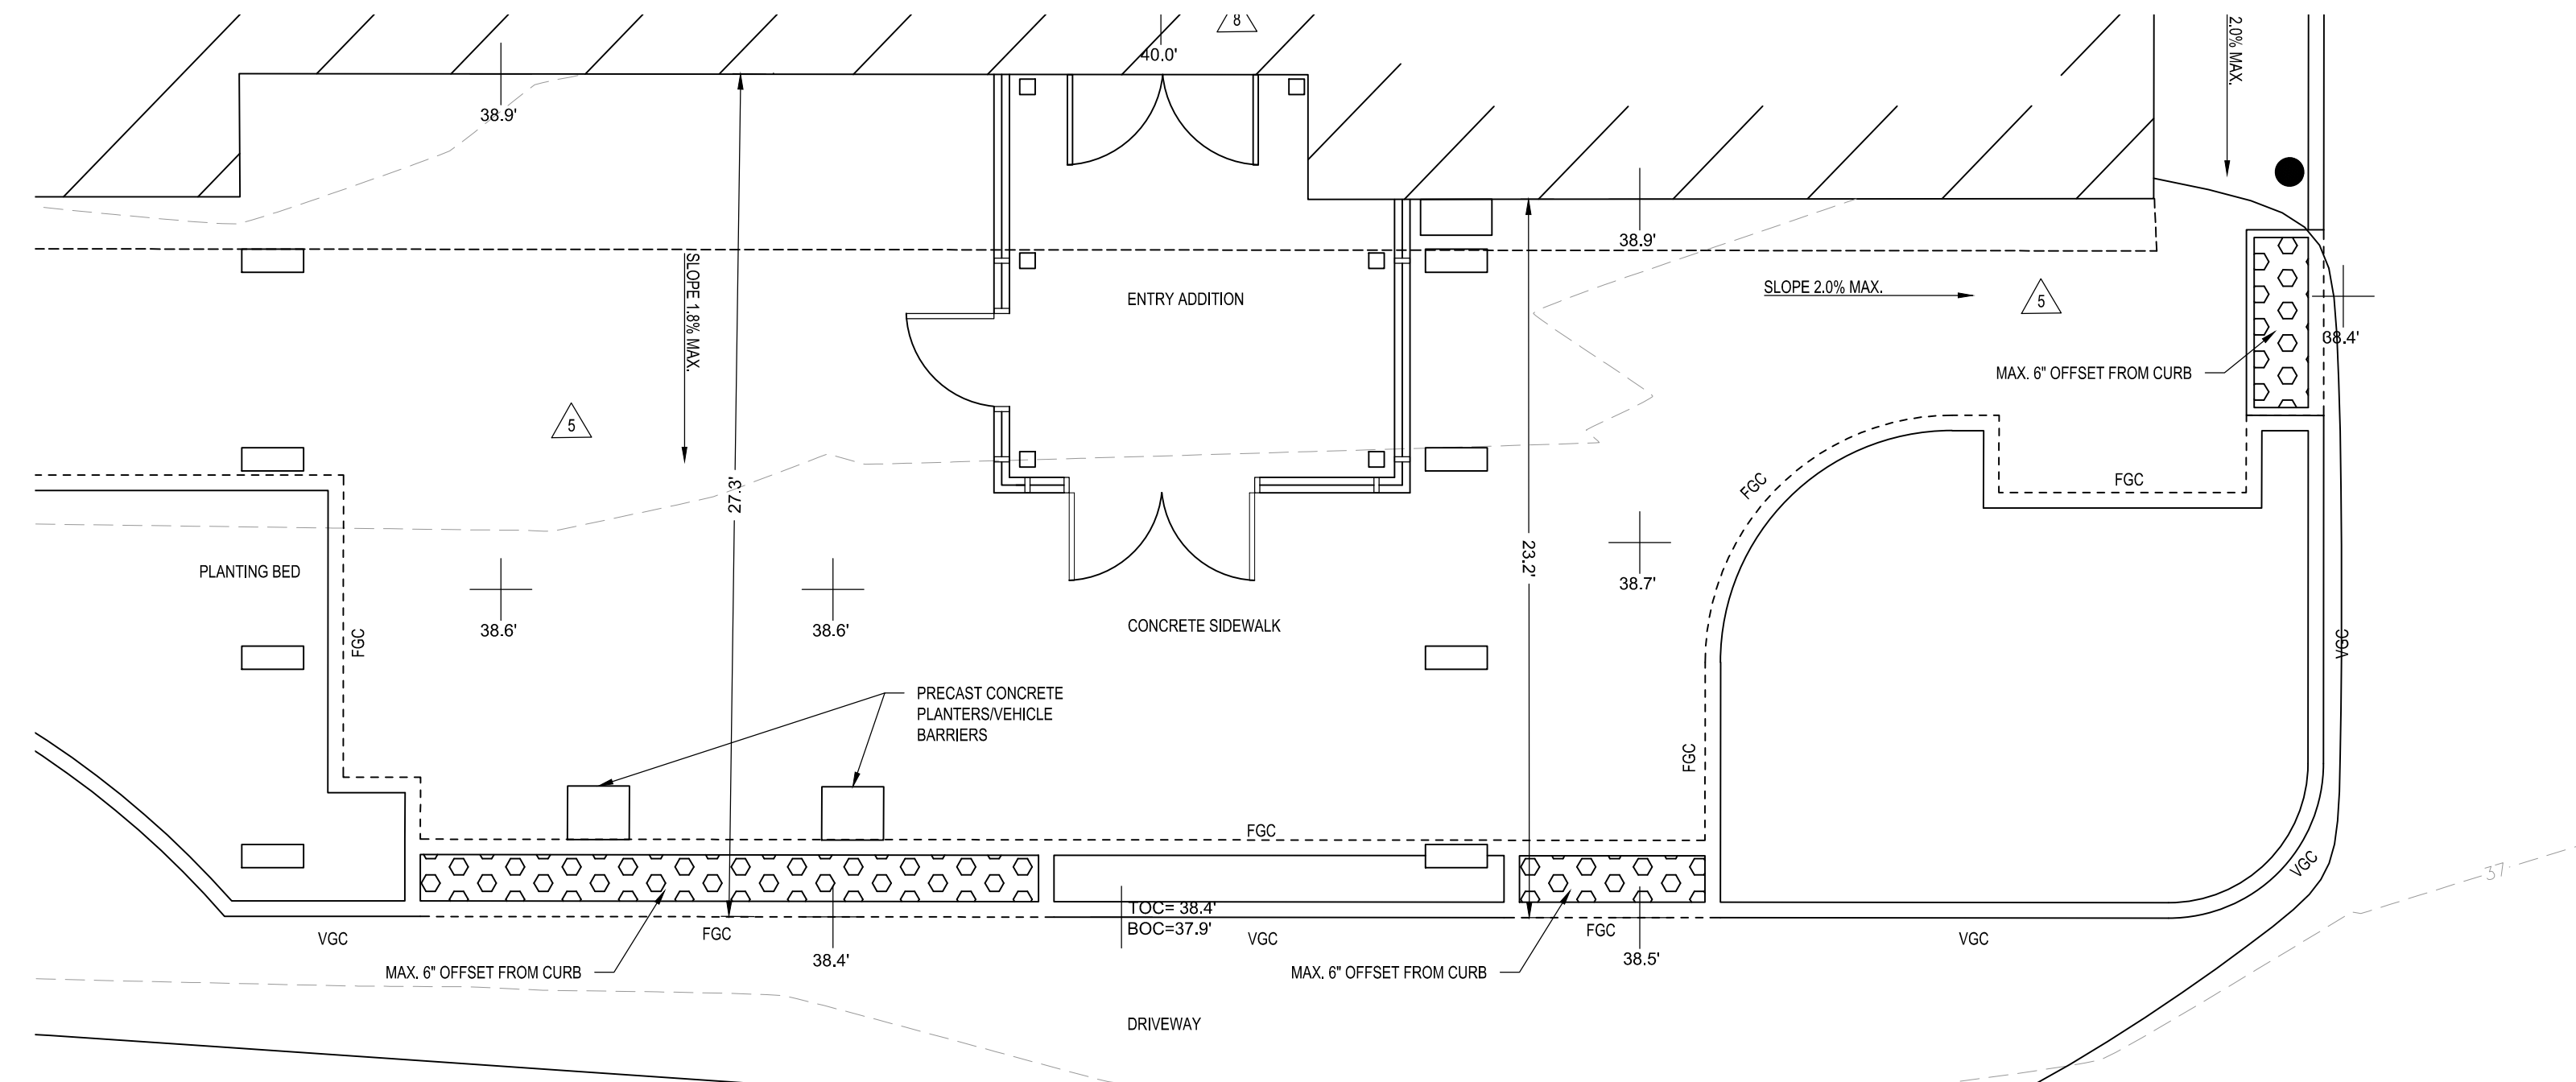 8
40.0'
2.0% MAX.
38.9'
38.9'
SLOPE 1.8% MAX.
ENTRY ADDITION
SLOPE 2.0% MAX.
5
38.4'
MAX. 6" OFFSET FROM CURB
5
27.3'
23.2'
FGC
FGC
PLANTING BED
38.6'
38.6'
38.7'
CONCRETE SIDEWALK
FGC
VGC
PRECAST CONCRETE
PLANTERS/VEHICLE
BARRIERS
FGC
FGC
VGC
37
TOC= 38.4'
BOC=37.9'
VGC
FGC
VGC
FGC
VGC
38.4'
38.5'
MAX. 6" OFFSET FROM CURB
MAX. 6" OFFSET FROM CURB
DRIVEWAY